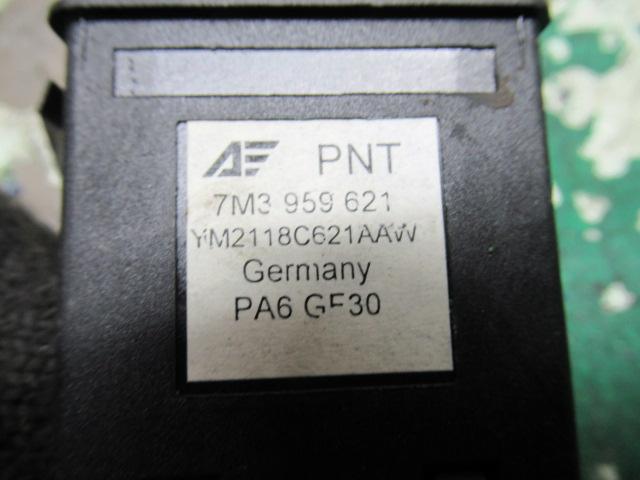 AE PNT
7M3 959 621
YM2118C621AAW
Germany
PA6 GF30